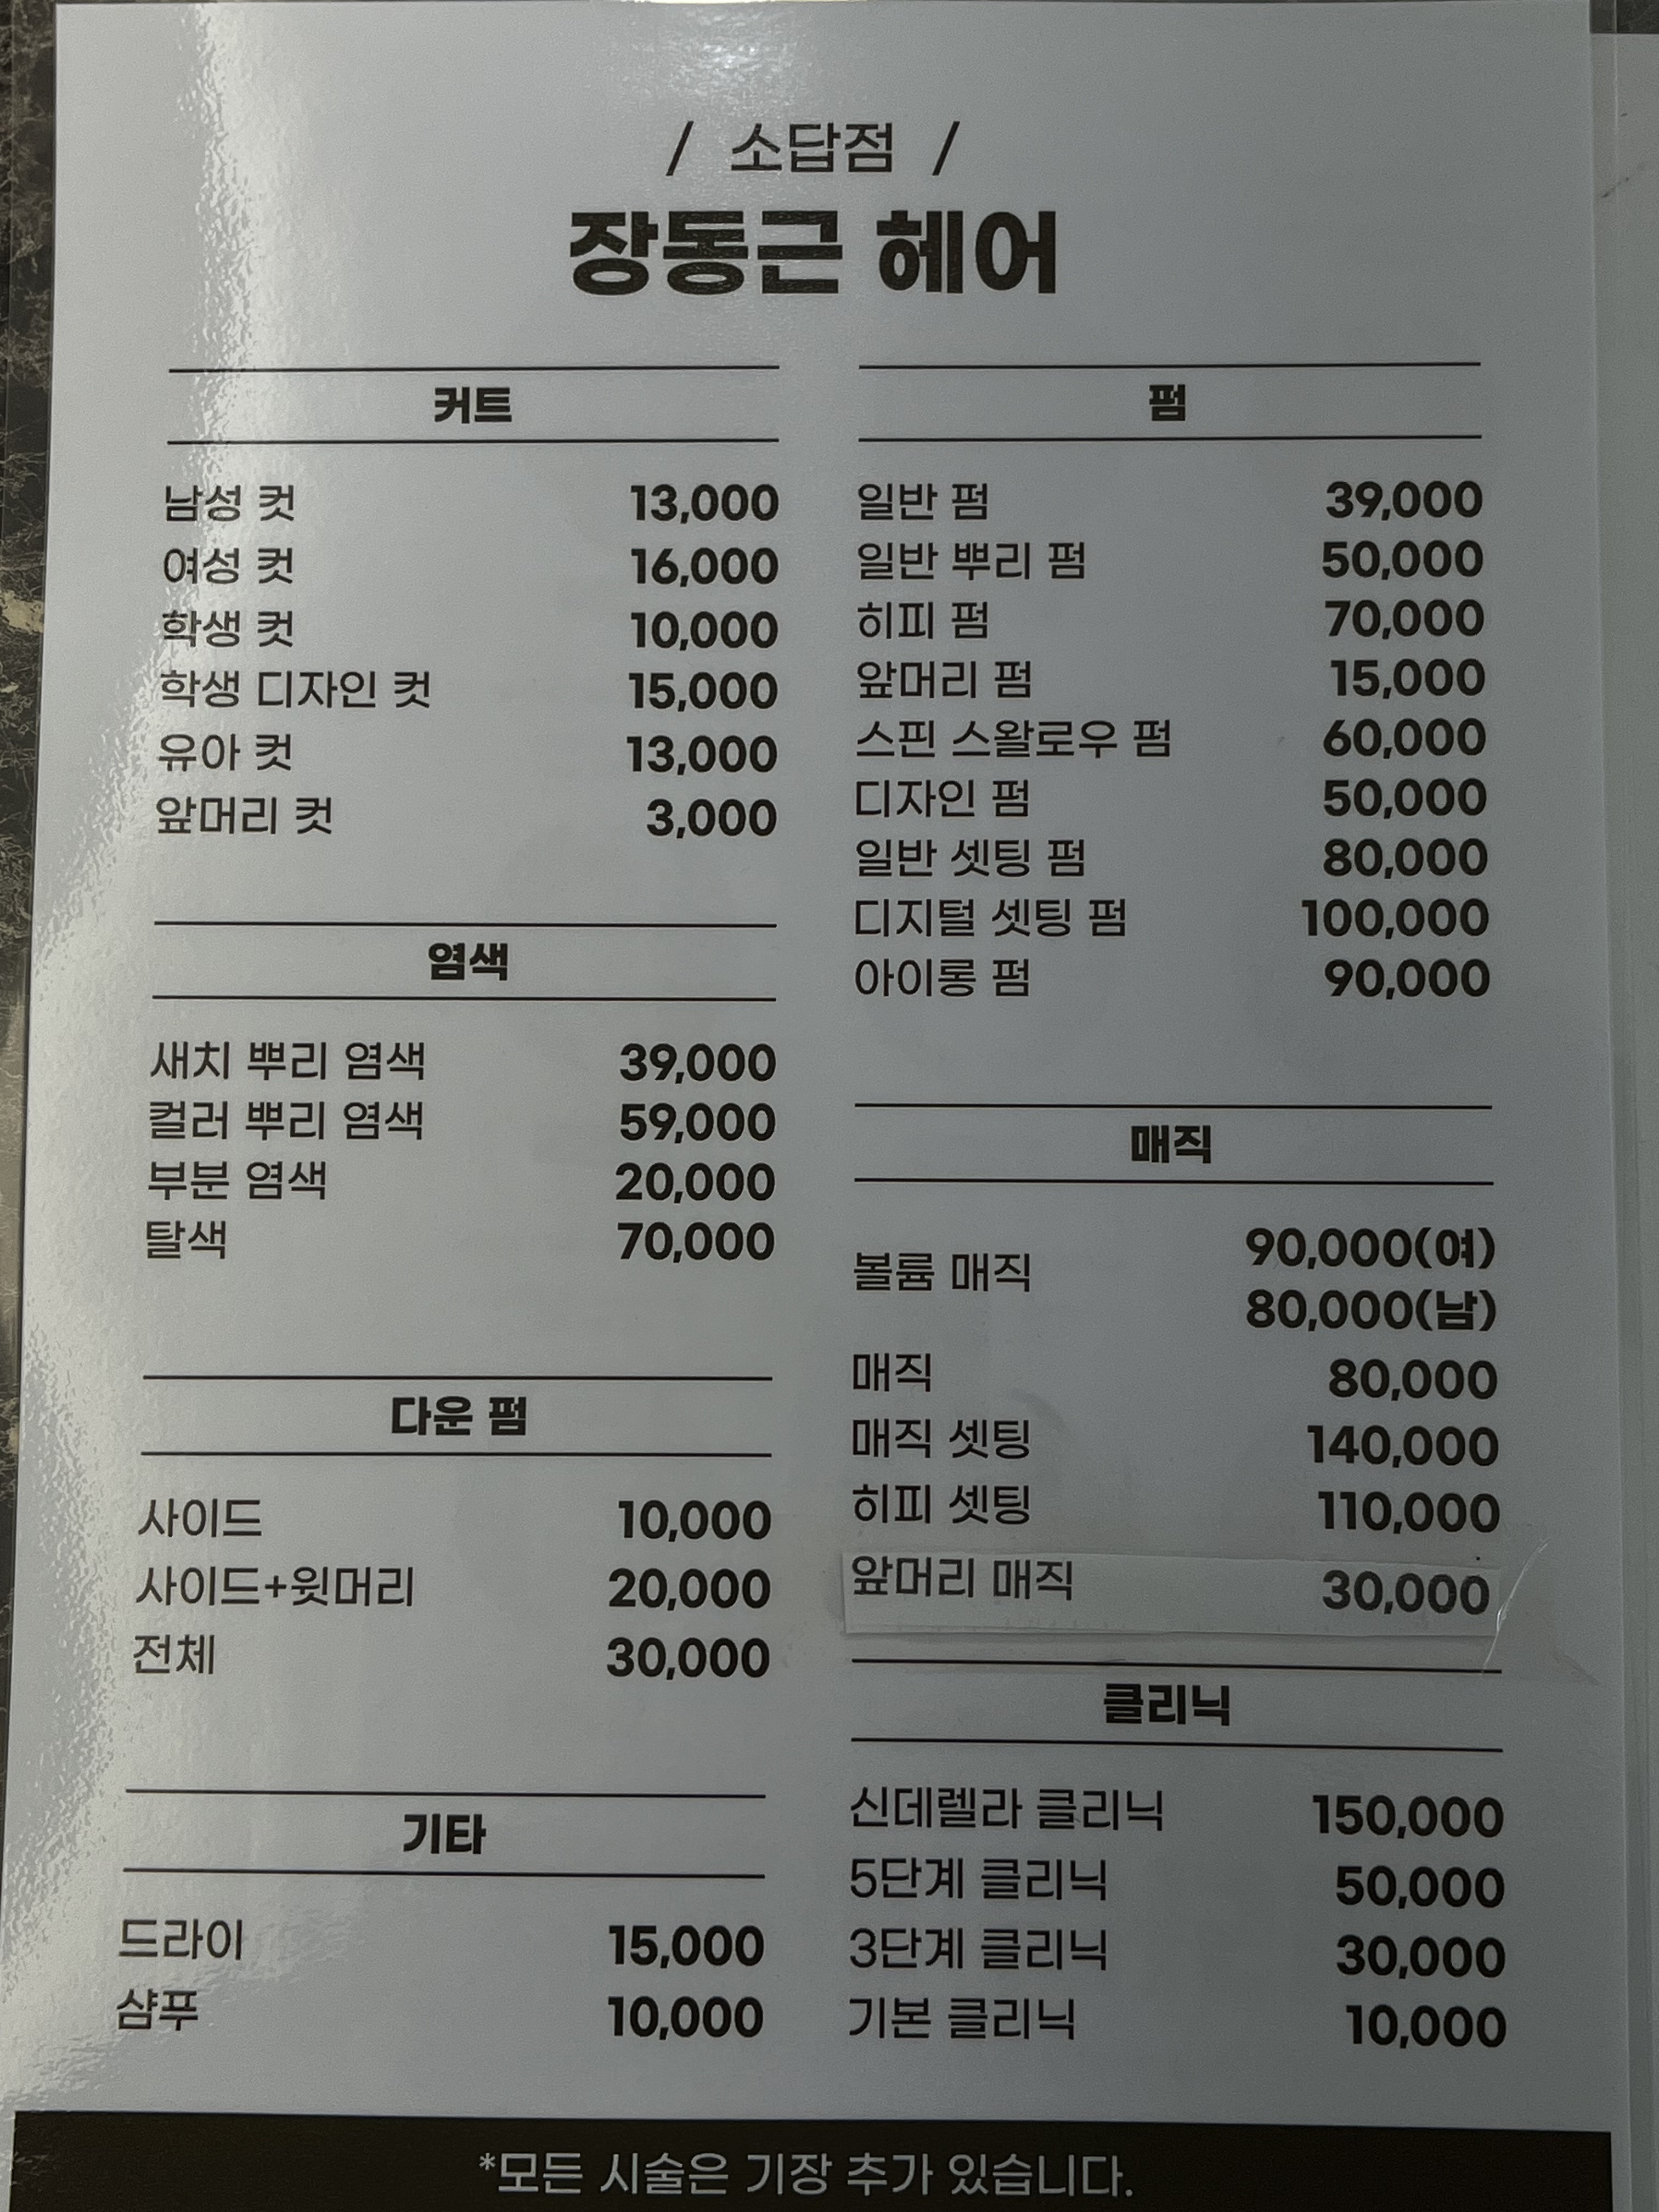 / 소답점 /
장동근 헤어
커트
남성 컷 13,000
여성 컷 16,000
학생 컷 10,000
학생 디자인 컷 15,000
유아 컷 13,000
앞머리 컷 3,000
염색
새치 뿌리 염색 39,000
컬러 뿌리 염색 59,000
부분 염색 20,000
탈색 70,000
다운 펌
사이드 10,000
사이드+윗머리 20,000
전체 30,000
기타
드라이 15,000
샴푸 10,000
펌
일반 펌 39,000
일반 뿌리 펌 50,000
히피 펌 70,000
앞머리 펌 15,000
스핀 스왈로우 펌 60,000
디자인 펌 50,000
일반 셋팅 펌 80,000
디지털 셋팅 펌 100,000
아이롱 펌 90,000
매직
볼륨 매직 90,000(여)
80,000(남)
매직 80,000
매직 셋팅 140,000
히피 셋팅 110,000
앞머리 매직 30,000
클리닉
신데렐라 클리닉 150,000
5단계 클리닉 50,000
3단계 클리닉 30,000
기본 클리닉 10,000
*모든 시술은 기장 추가 있습니다.